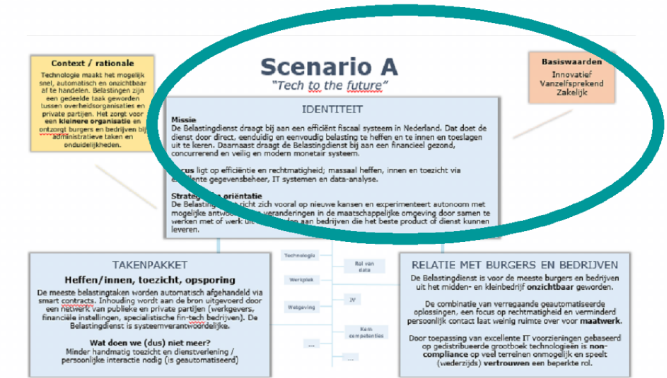 Scenario A
"Tech to the future"
Context / rationale
Technologie maakt het mogelijk
snel, automatisch en onzichtbaar
af te handelen. Belastingen zijn
een gedeelde taak geworden
tussen overheidsorganisaties en
private partijen. Het zorgt voor
een kleinere organisatie en
ontzorgt burgers en bedrijven bij
administratieve taken en
onduidelijkheden.
Basiswaarden
Innovatief
Vanzelfsprekend
Zakelijk
IDENTITEIT
Missie
De Belastingdienst draagt bij aan een efficiënt fiscaal systeem in Nederland. Dat doet de
dienst door direct, eenduidig en eenvoudig belasting te heffen en te innen en toeslagen
uit te keren. Daarnaast draagt de Belastingdienst bij aan een financieel gezond,
concurrerend en veilig en modern monetair systeem.
ligt op efficiëntie en rechtmatigheid; massaal heffen, innen en toezicht via
gegevensbeheer, IT systemen en data-analyse.
oriëntatie
De Belastingdienst richt zich vooral op nieuwe kansen en experimenteert autonoom met
mogelijke veranderingen in de maatschappelijke omgeving door samen te
werken met of werk aan bedrijven die het beste product of dienst kunnen
leveren.
TAKENPAKKET
Heffen/innen, toezicht, opsporing
De meeste belastingtaken worden automatisch afgehandeld via
smart contracts. Inhouding wordt aan de bron uitgevoerd door
een netwerk van publieke en private partijen (werkgevers,
financiële instellingen, specialistische fin-tech bedrijven). De
Belastingdienst is systeemverantwoordelijke.
Wat doen we (dus) niet meer?
Minder handmatig toezicht en dienstverlening /
persoonlijke interactie nodig (is geautomatiseerd)
Technologie
Werkplek
Wetgeving
...
Rol van
data
JV
Kern
competenties
...
RELATIE MET BURGERS EN BEDRIJVEN
De Belastingdienst is voor de meeste burgers en bedrijven
uit het midden- en kleinbedrijf onzichtbaar geworden.
De combinatie van verregaande geautomatiseerde
oplossingen, een focus op rechtmatigheid en verminderd
persoonlijk contact laat weinig ruimte over voor maatwerk.
Door toepassing van excellente IT voorzieningen gebaseerd
op gedistribueerde grootboek technologieën is non-
compliance op veel terreinen onmogelijk en speelt
(wederzijds) vertrouwen een beperkte rol.